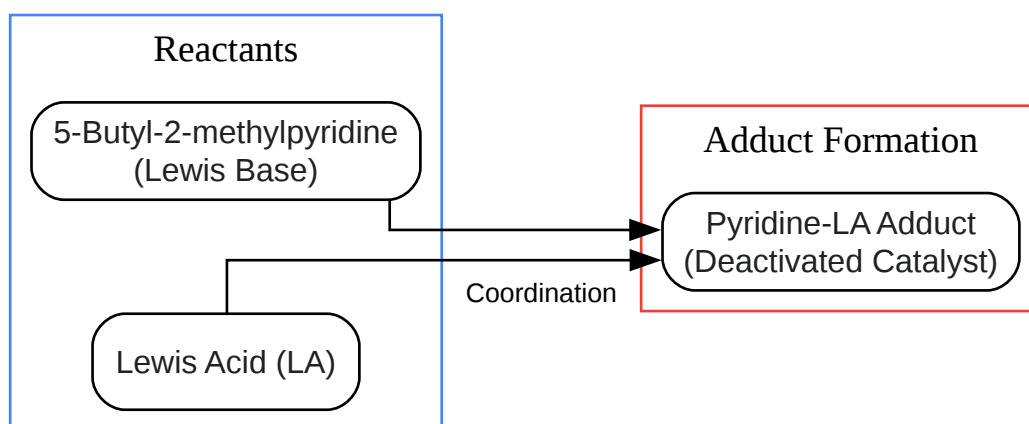 Reactants
5-Butyl-2-methylpyridine
(Lewis Base)
Lewis Acid (LA)
Coordination
Adduct Formation
Pyridine-LA Adduct
(Deactivated Catalyst)